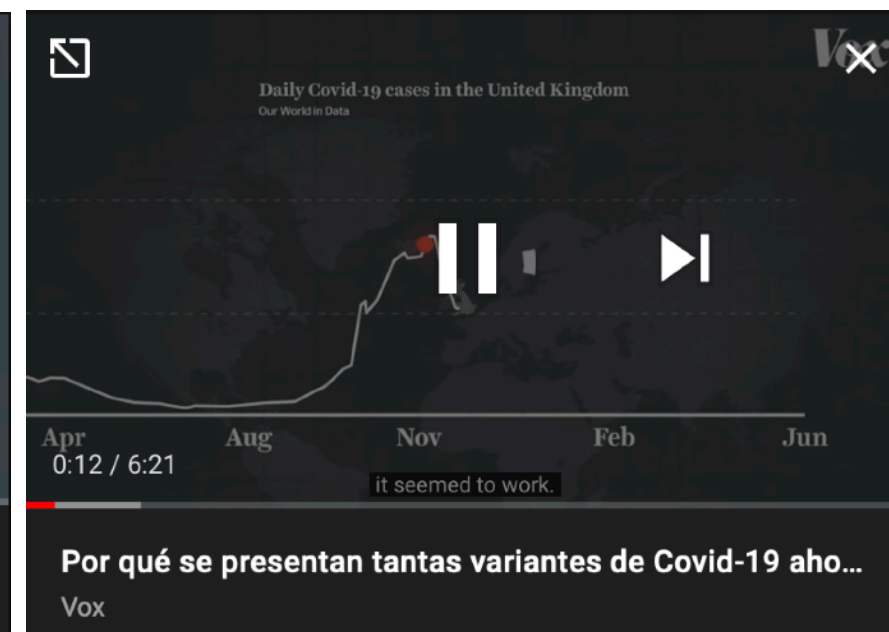 Vox
Daily Covid-19 cases in the United Kingdom
Our World in Data
Apr Aug Nov Feb Jun
0:12 / 6:21
it seemed to work.
Por qué se presentan tantas variantes de Covid-19 aho...
Vox